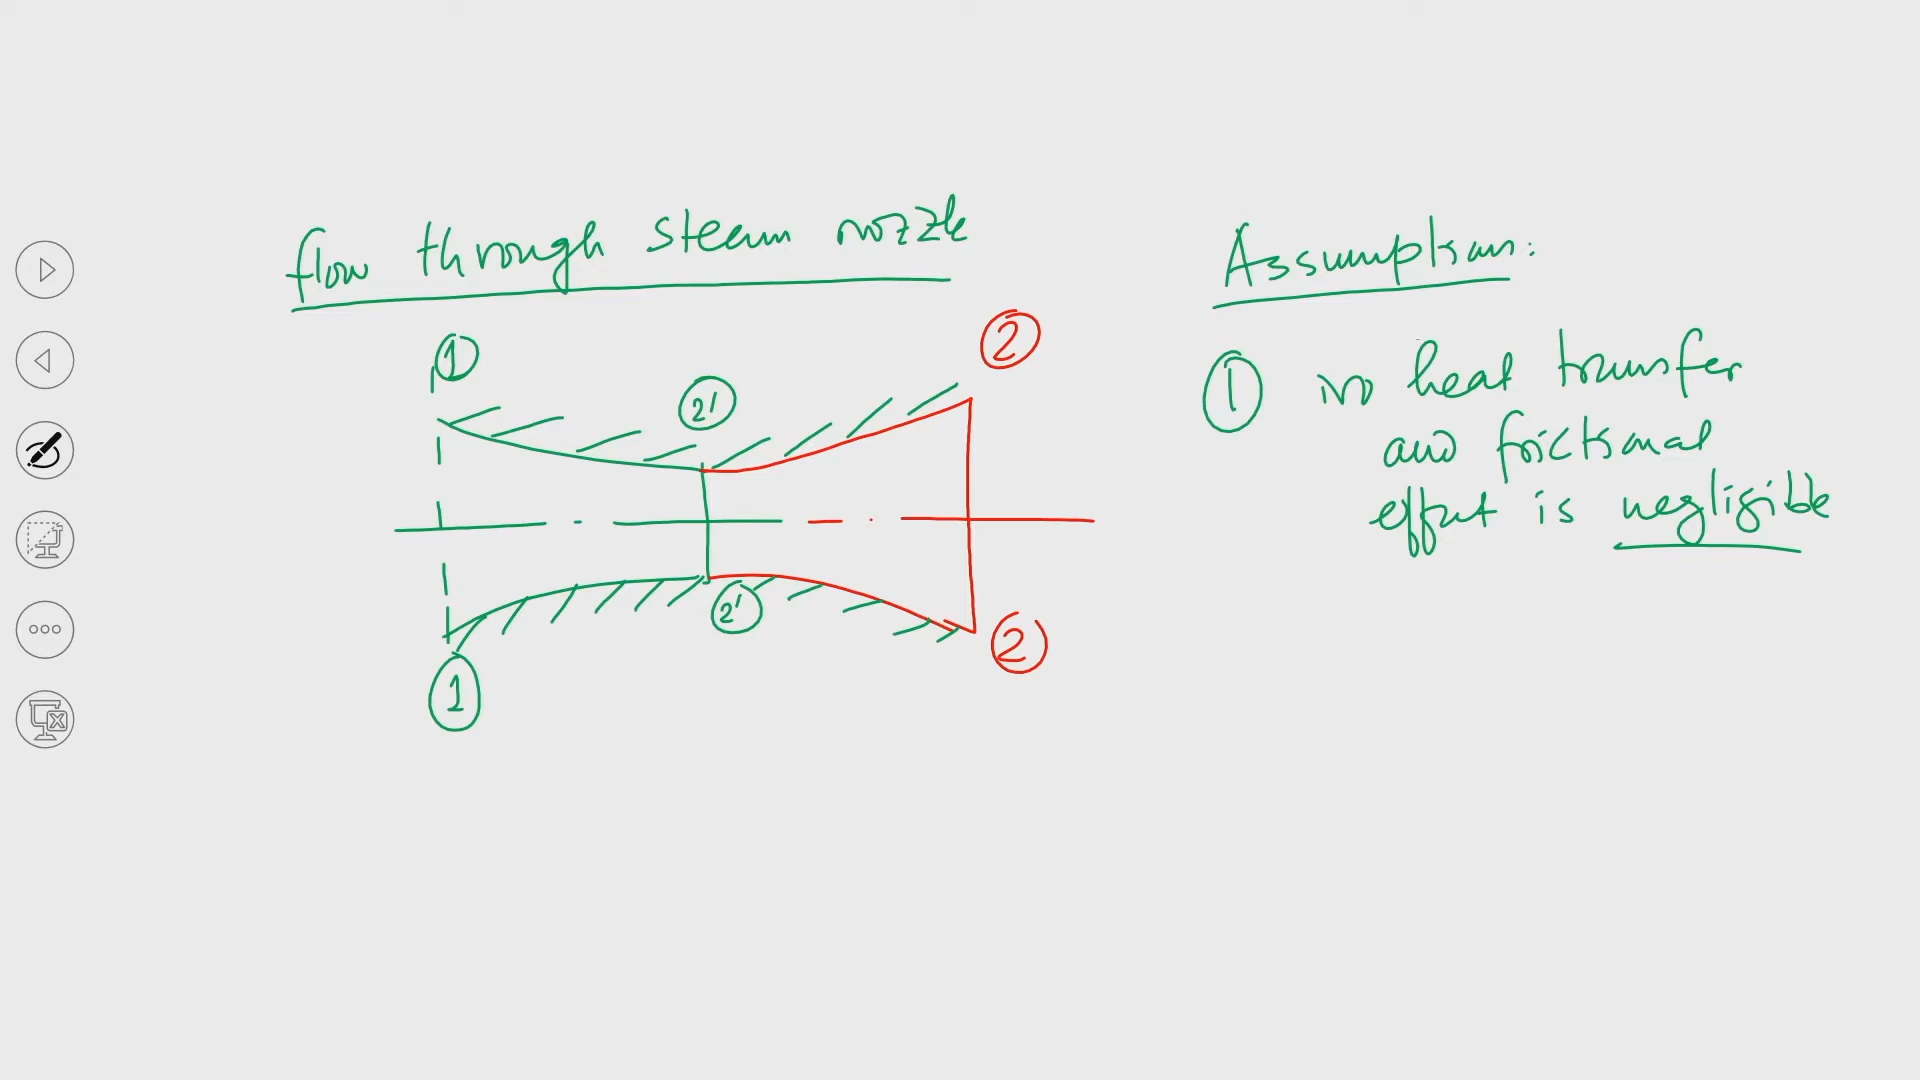 flow through steam nozzle
Assumptions:
1
2
2'
1 no heat transfer
and frictional
effect is negligible
2'
2
1